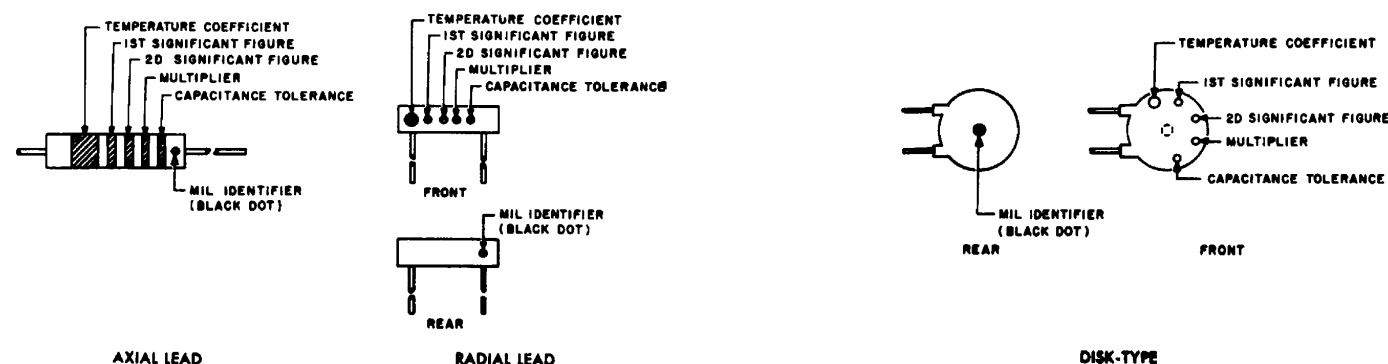 TEMPERATURE COEFFICIENT
1ST SIGNIFICANT FIGURE
2D SIGNIFICANT FIGURE
MULTIPLIER
CAPACITANCE TOLERANCE
MIL IDENTIFIER
(BLACK DOT)
AXIAL LEAD
TEMPERATURE COEFFICIENT
1ST SIGNIFICANT FIGURE
2D SIGNIFICANT FIGURE
MULTIPLIER
CAPACITANCE TOLERANCE
FRONT
MIL IDENTIFIER
(BLACK DOT)
REAR
RADIAL LEAD
MIL IDENTIFIER
(BLACK DOT)
REAR
TEMPERATURE COEFFICIENT
1ST SIGNIFICANT FIGURE
2D SIGNIFICANT FIGURE
MULTIPLIER
CAPACITANCE TOLERANCE
FRONT
DISK-TYPE